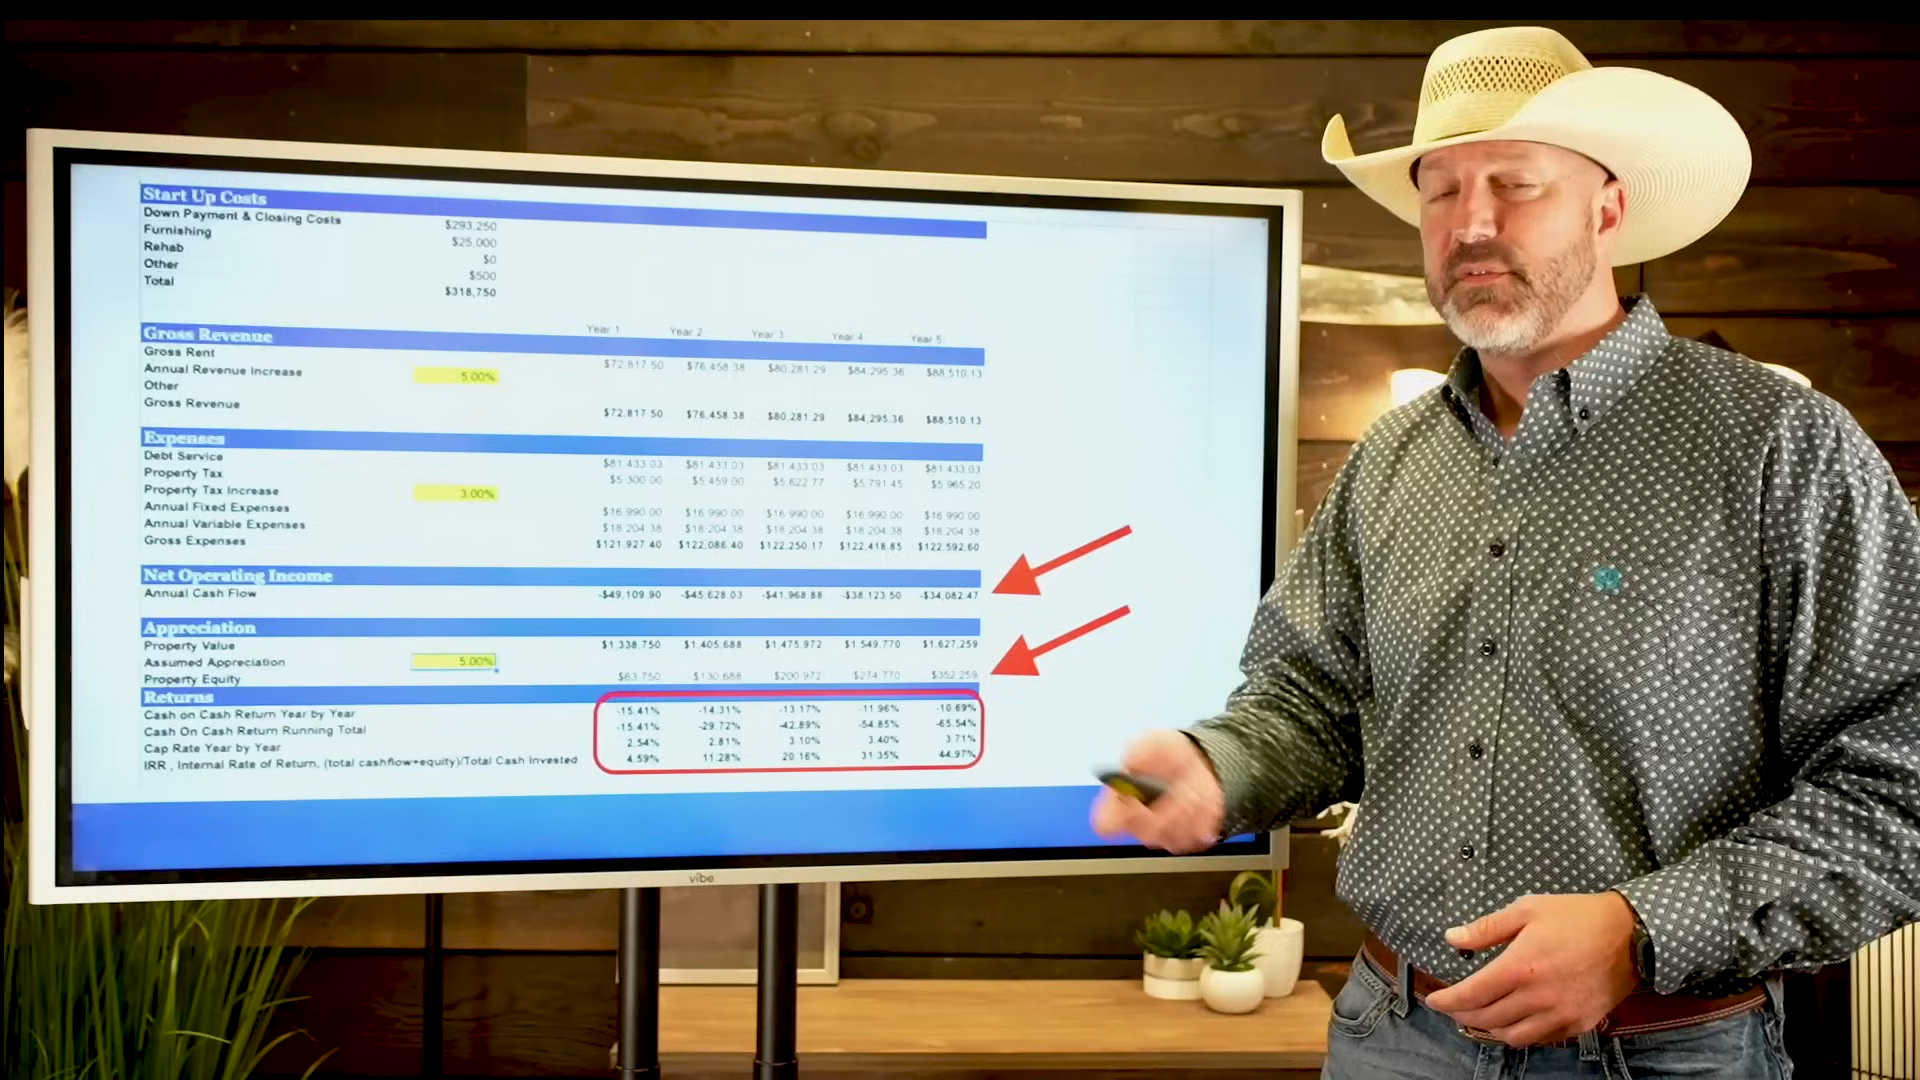 Start Up Costs
Down Payment & Closing Costs $293,250
Furnishing $25,000
Rehab $0
Other $500
Total $318,750
Year 1 Year 2 Year 3 Year 4 Year 5
Gross Revenue
Gross Rent $72,817.50 $76,458.38 $80,281.29 $84,295.36 $88,510.13
Annual Revenue Increase 5.00%
Other
Gross Revenue $72,817.50 $76,458.38 $80,281.29 $84,295.36 $88,510.13
Expenses
Debt Service $81,433.03 $81,433.03 $81,433.03 $81,433.03 $81,433.03
Property Tax $5,300.00 $5,459.00 $5,622.77 $5,791.45 $5,965.20
Property Tax Increase 3.00%
Annual Fixed Expenses $16,990.00 $16,990.00 $16,990.00 $16,990.00 $16,990.00
Annual Variable Expenses $18,204.38 $18,204.38 $18,204.38 $18,204.38 $18,204.38
Gross Expenses $121,927.40 $122,086.40 $122,250.17 $122,418.85 $122,592.60
Net Operating Income
Annual Cash Flow -$49,109.90 -$45,628.03 -$41,968.88 -$38,123.50 -$34,082.47
Appreciation
Property Value $1,338,750 $1,405,688 $1,475,972 $1,549,770 $1,627,259
Assumed Appreciation 5.00%
Property Equity $63,750 $130,688 $200,972 $274,770 $352,259
Returns
Cash on Cash Return Year by Year -15.41% -14.31% -13.17% -11.96% -10.69%
Cash On Cash Return Running Total -15.41% -29.72% -42.89% -54.85% -65.54%
Cap Rate Year by Year 2.54% 2.81% 3.10% 3.40% 3.71%
IRR , Internal Rate of Return, (total cashflow+equity)/Total Cash Invested 4.59% 11.28% 20.16% 31.35% 44.97%
vibe